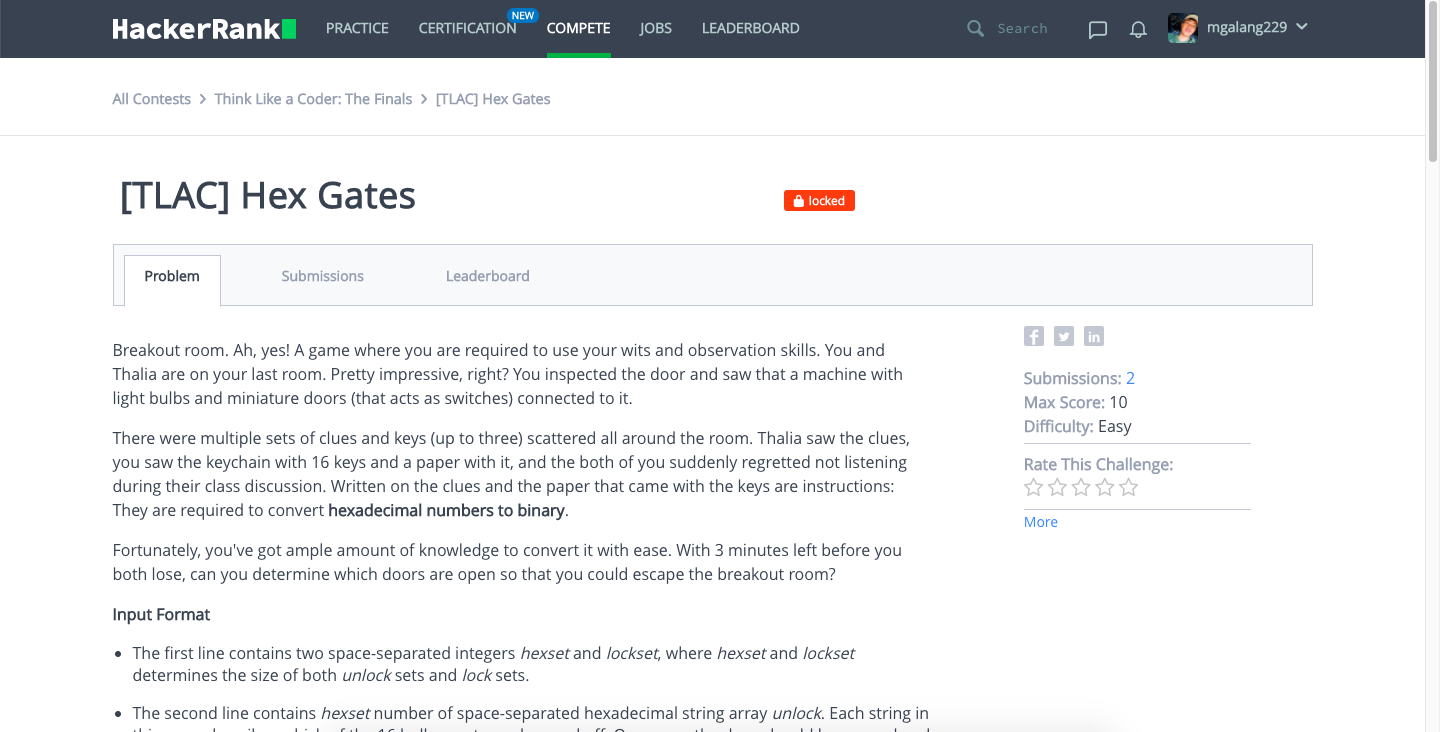 HackerRank PRACTICE CERTIFICATION NEW COMPETE JOBS LEADERBOARD Search mgalang229
All Contests > Think Like a Coder: The Finals > [TLAC] Hex Gates
[TLAC] Hex Gates
locked
Problem Submissions Leaderboard
Breakout room. Ah, yes! A game where you are required to use your wits and observation skills. You and
Thalia are on your last room. Pretty impressive, right? You inspected the door and saw that a machine with
light bulbs and miniature doors (that acts as switches) connected to it.
There were multiple sets of clues and keys (up to three) scattered all around the room. Thalia saw the clues,
you saw the keychain with 16 keys and a paper with it, and the both of you suddenly regretted not listening
during their class discussion. Written on the clues and the paper that came with the keys are instructions:
They are required to convert hexadecimal numbers to binary.
Fortunately, you've got ample amount of knowledge to convert it with ease. With 3 minutes left before you
both lose, can you determine which doors are open so that you could escape the breakout room?
Input Format
The first line contains two space-separated integers hexset and lockset, where hexset and lockset
determines the size of both unlock sets and lock sets.
The second line contains hexset number of space-separated hexadecimal string array unlock. Each string in
Submissions: 2
Max Score: 10
Difficulty: Easy
Rate This Challenge:
More